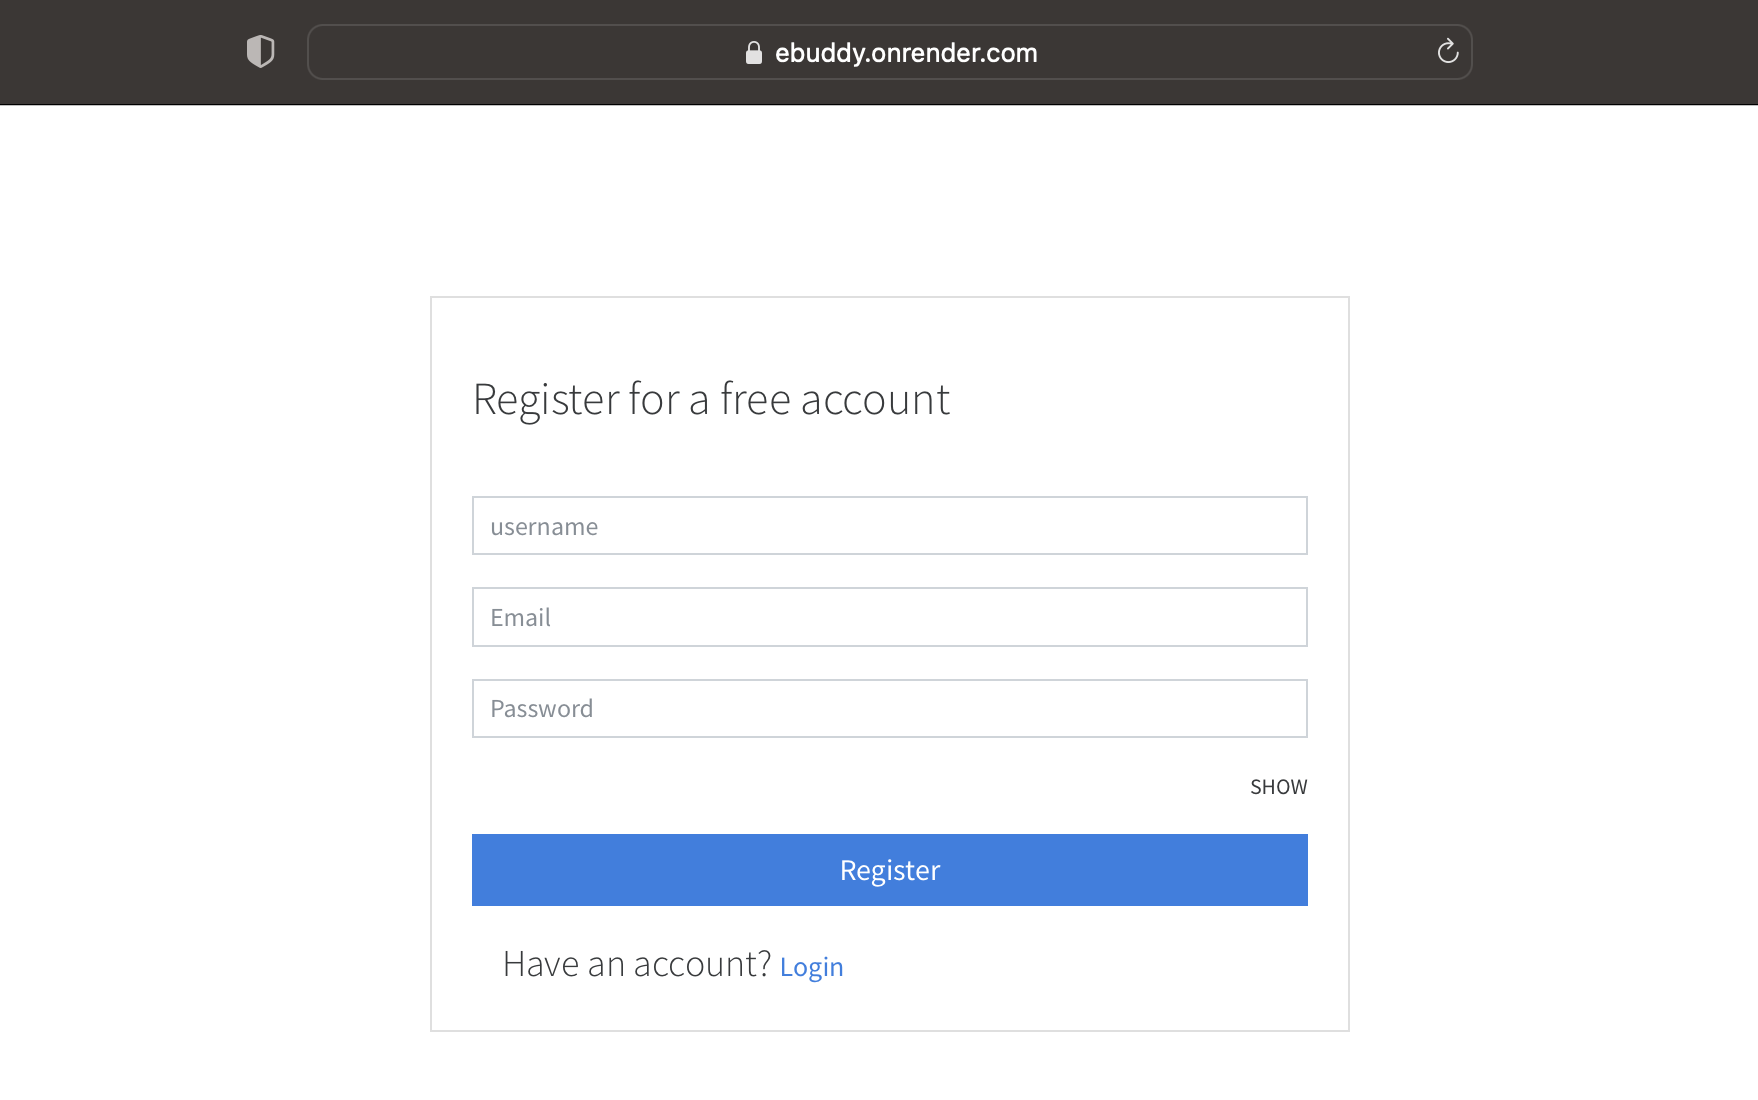 ebuddy.onrender.com
Register for a free account
username
Email
Password
SHOW
Register
Have an account? Login